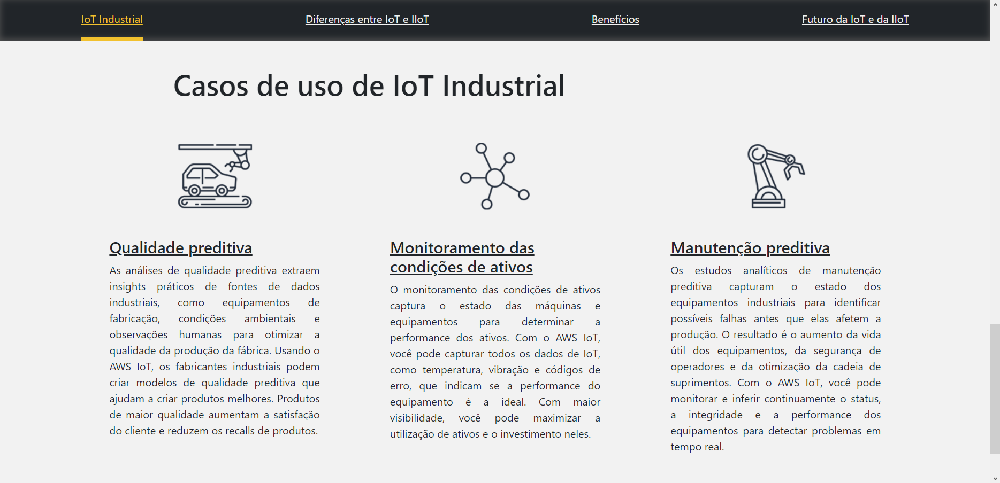 IoT Industrial
Diferenças entre IoT e IIoT
Benefícios
Futuro da IoT e da IIoT
Casos de uso de IoT Industrial
Qualidade preditiva
As análises de qualidade preditiva extraem
insights práticos de fontes de dados
industriais, como equipamentos de
fabricação, condições ambientais e
observações humanas para otimizar a
qualidade da produção da fábrica. Usando o
AWS IoT, os fabricantes industriais podem
criar modelos de qualidade preditiva que
ajudam a criar produtos melhores. Produtos
de maior qualidade aumentam a satisfação
do cliente e reduzem os recalls de produtos.
Monitoramento das
condições de ativos
O monitoramento das condições de ativos
captura o estado das máquinas e
equipamentos para determinar a
performance dos ativos. Com o AWS IoT,
você pode capturar todos os dados de IoT,
como temperatura, vibração e códigos de
erro, que indicam se a performance do
equipamento é a ideal. Com maior
visibilidade, você pode maximizar a
utilização de ativos e o investimento neles.
Manutenção preditiva
Os estudos analíticos de manutenção
preditiva capturam o estado dos
equipamentos industriais para identificar
possíveis falhas antes que elas afetem a
produção. O resultado é o aumento da vida
útil dos equipamentos, da segurança de
operadores e da otimização da cadeia de
suprimentos. Com o AWS IoT, você pode
monitorar e inferir continuamente o status,
a integridade e a performance dos
equipamentos para detectar problemas em
tempo real.